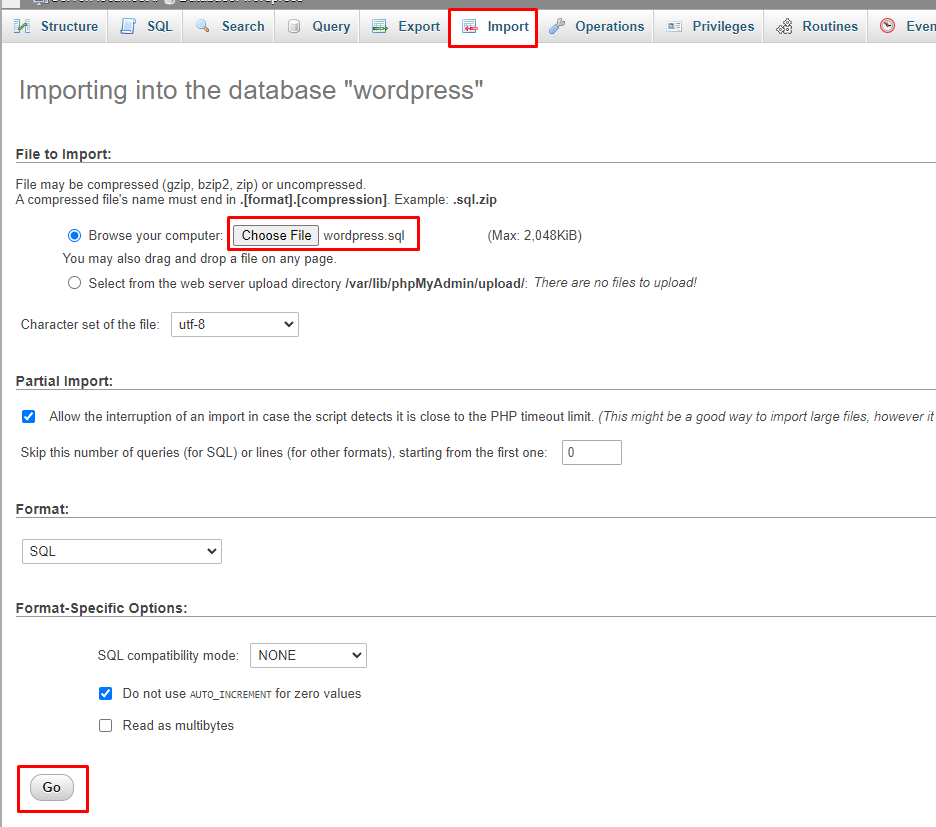 Structure SQL Search Query Export Import Operations Privileges Routines Even
Importing into the database "wordpress"
File to Import:
File may be compressed (gzip, bzip2, zip) or uncompressed.
A compressed file's name must end in .[format].[compression]. Example: .sql.zip
Browse your computer: Choose File wordpress.sql (Max: 2,048KiB)
You may also drag and drop a file on any page.
Select from the web server upload directory /var/lib/phpMyAdmin/upload/: There are no files to upload!
Character set of the file: utf-8
Partial Import:
Allow the interruption of an import in case the script detects it is close to the PHP timeout limit. (This might be a good way to import large files, however it
Skip this number of queries (for SQL) or lines (for other formats), starting from the first one: 0
Format:
SQL
Format-Specific Options:
SQL compatibility mode: NONE
Do not use AUTO_INCREMENT for zero values
Read as multibytes
Go